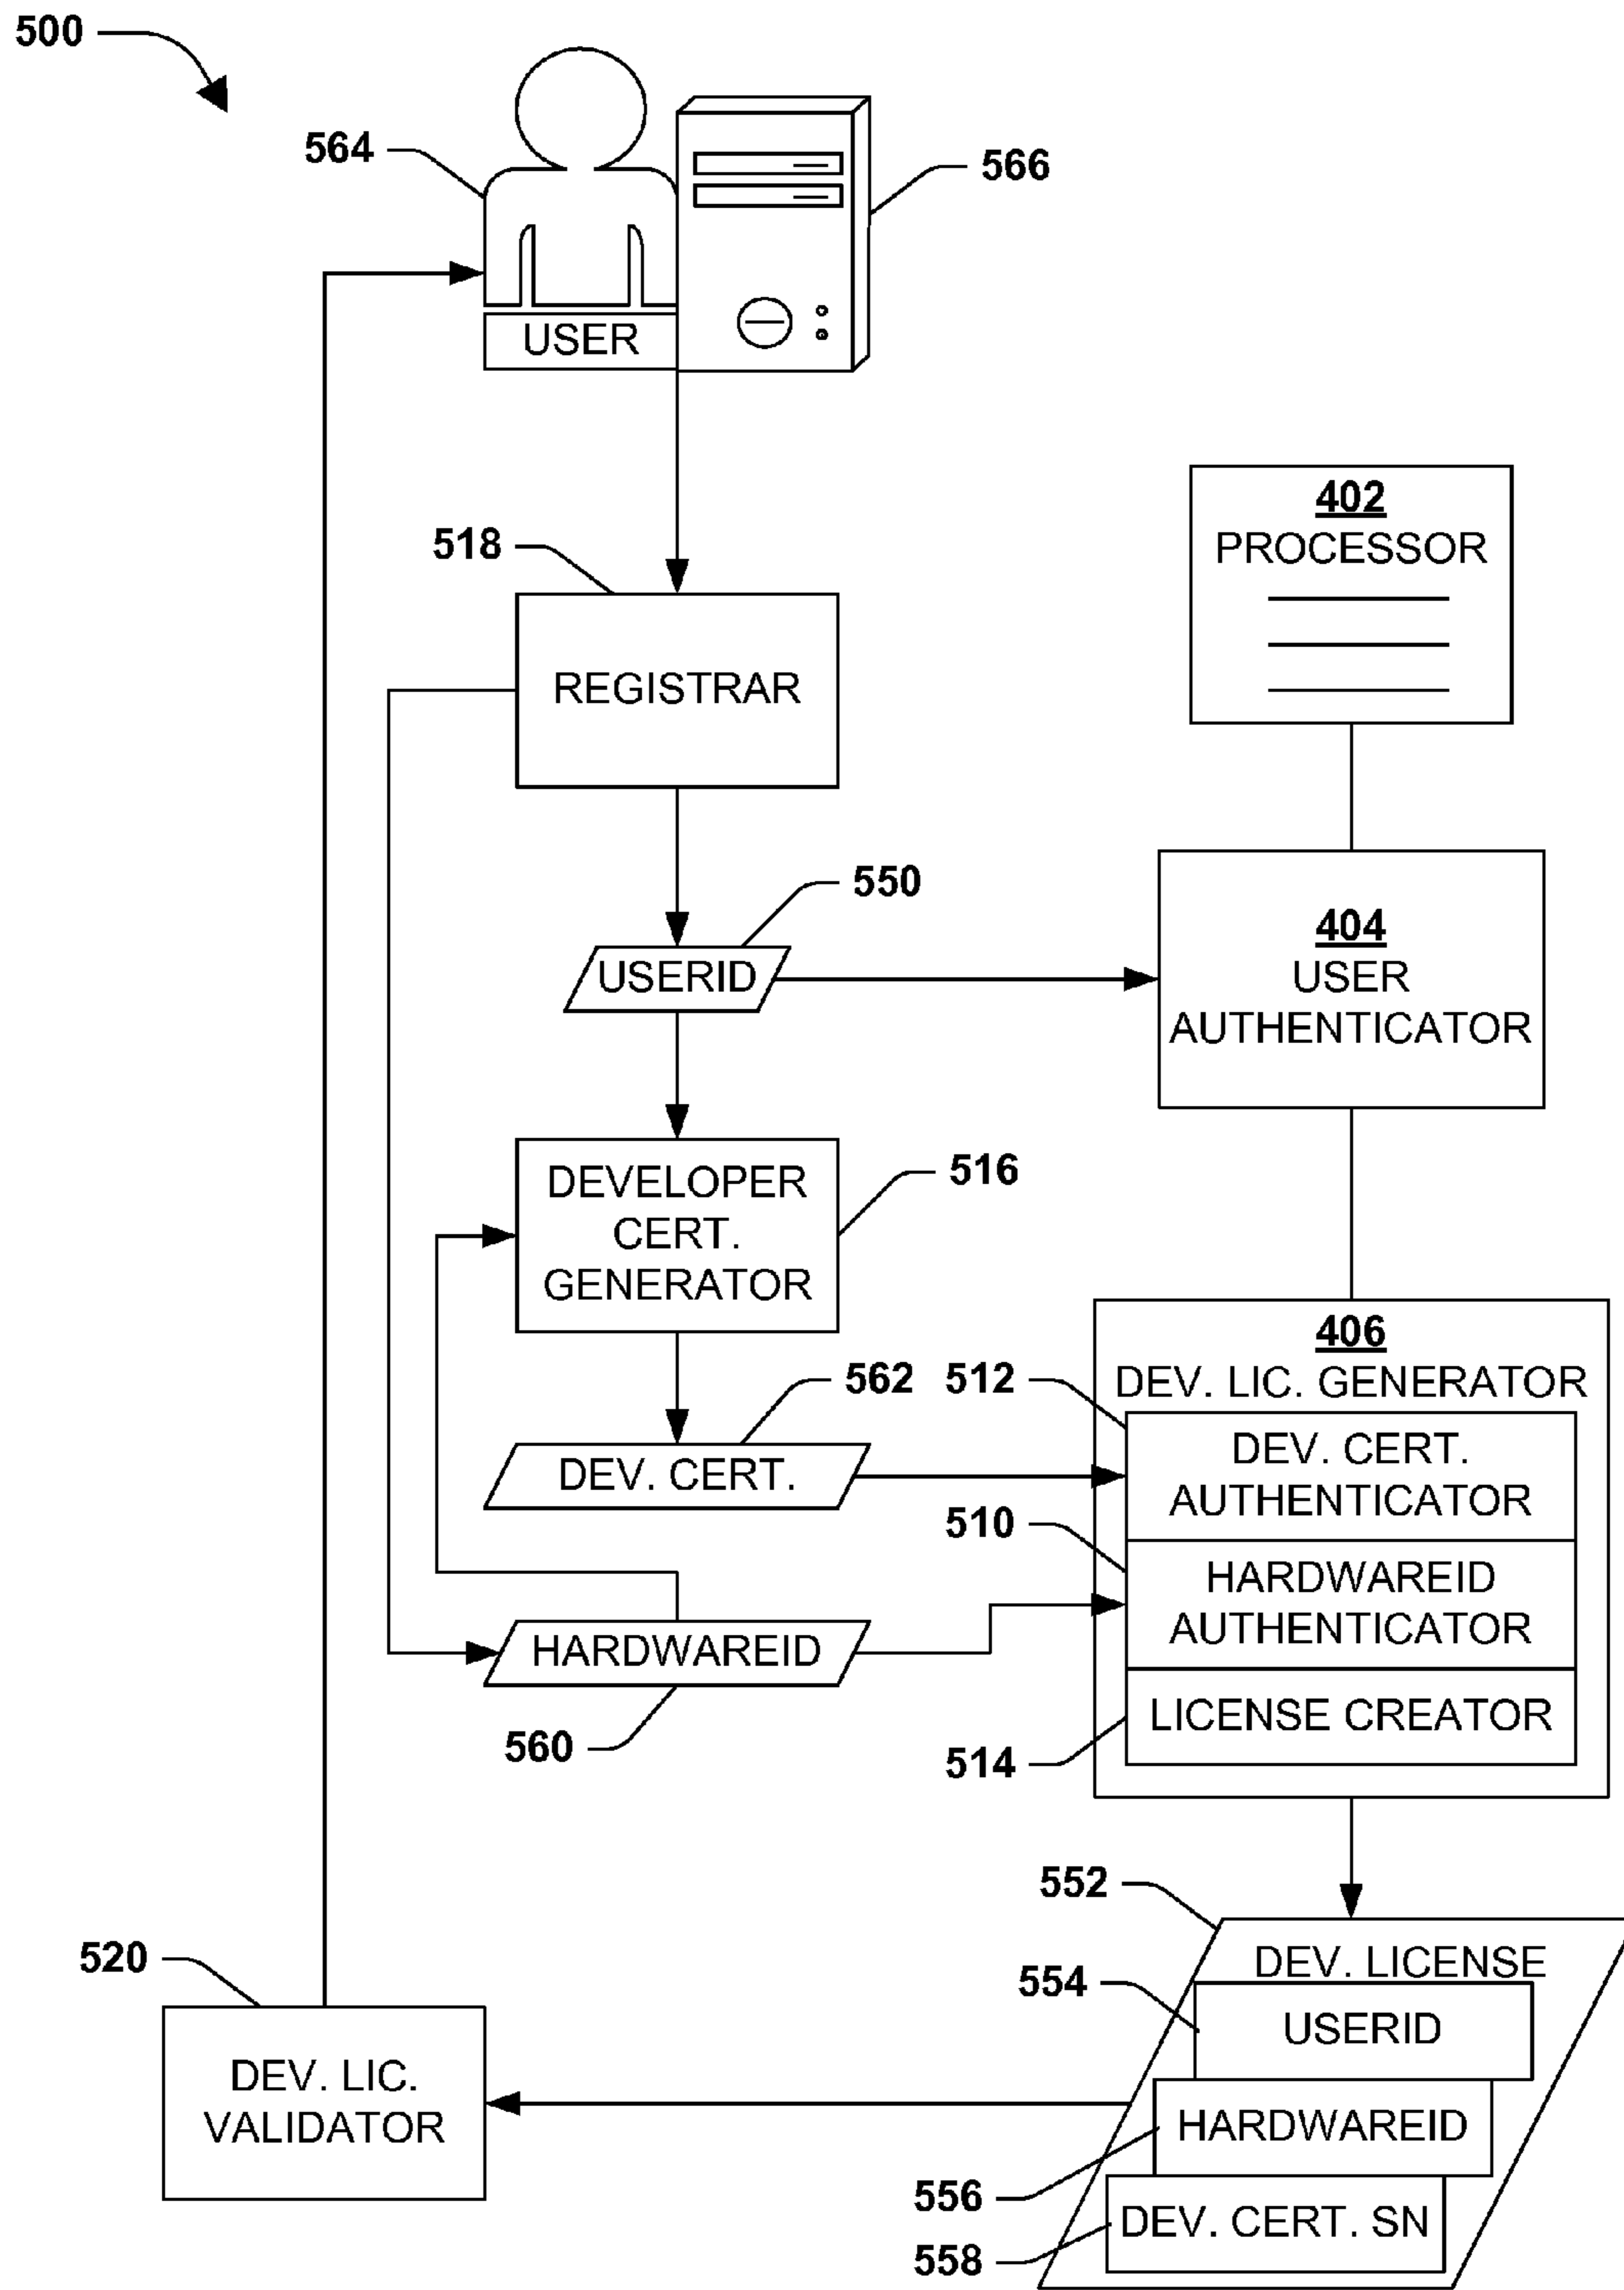 500
564
566
USER
402
PROCESSOR
518
REGISTRAR
550
USERID
404
USER
AUTHENTICATOR
DEVELOPER
CERT.
GENERATOR
516
406
DEV. LIC. GENERATOR
562
512
DEV. CERT.
DEV. CERT.
AUTHENTICATOR
510
HARDWAREID
AUTHENTICATOR
HARDWAREID
560
LICENSE CREATOR
514
552
DEV. LICENSE
554
USERID
520
DEV. LIC.
VALIDATOR
HARDWAREID
556
DEV. CERT. SN
558